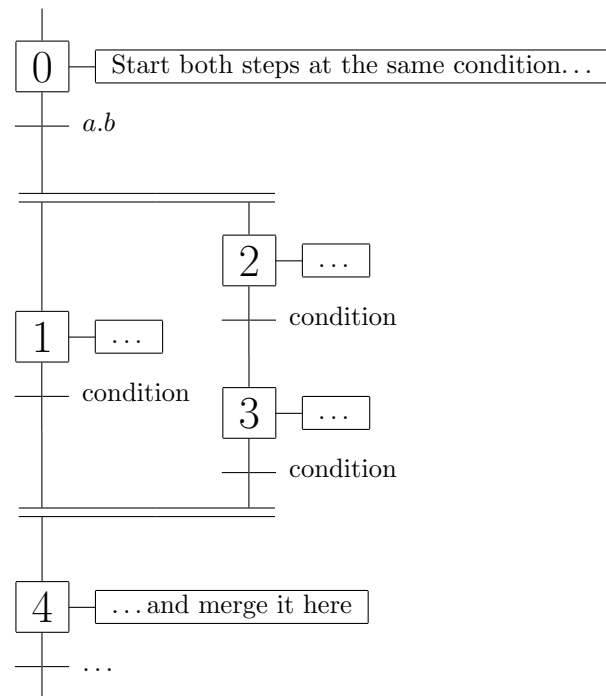 0
Start both steps at the same condition…
a.b
2
…
condition
1
…
condition
3
…
condition
4
…and merge it here
…